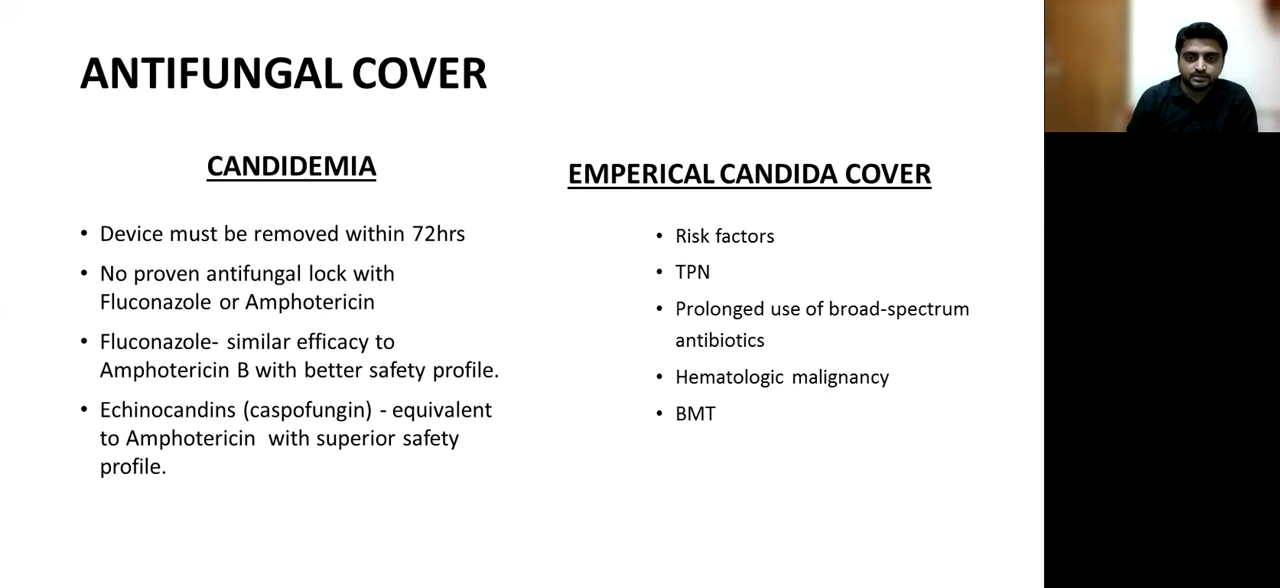 ANTIFUNGAL COVER
CANDIDEMIA
• Device must be removed within 72hrs
• No proven antifungal lock with
Fluconazole or Amphotericin
• Fluconazole- similar efficacy to
Amphotericin B with better safety profile.
• Echinocandins (caspofungin) - equivalent
to Amphotericin with superior safety
profile.
EMPERICAL CANDIDA COVER
• Risk factors
• TPN
• Prolonged use of broad-spectrum
antibiotics
• Hematologic malignancy
• BMT